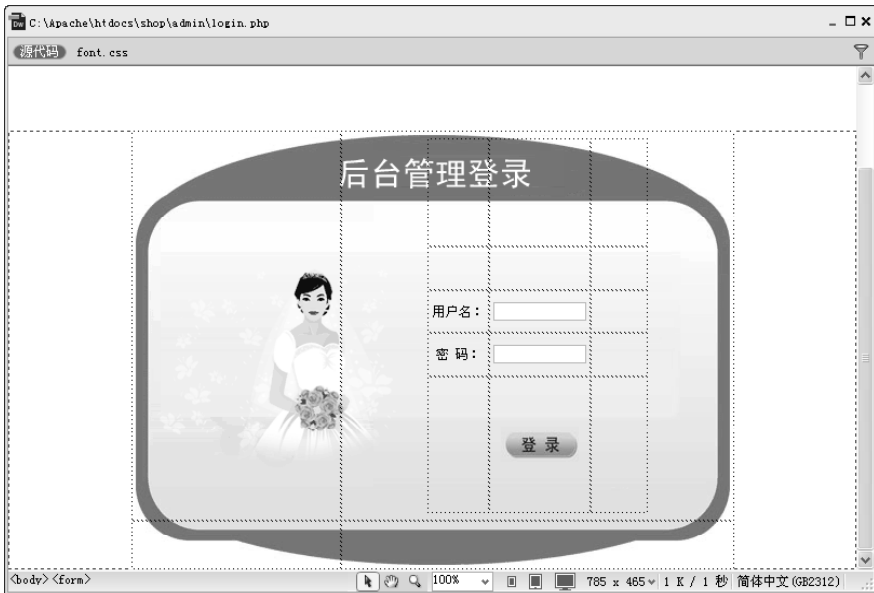 Dw C:\Apache\htdocs\shop\admin\login.php
源代码 font.css
后台管理登录
用户名：
密 码：
登 录
<body> <form> 100% 785 x 465 1 K / 1 秒 简体中文(GB2312)